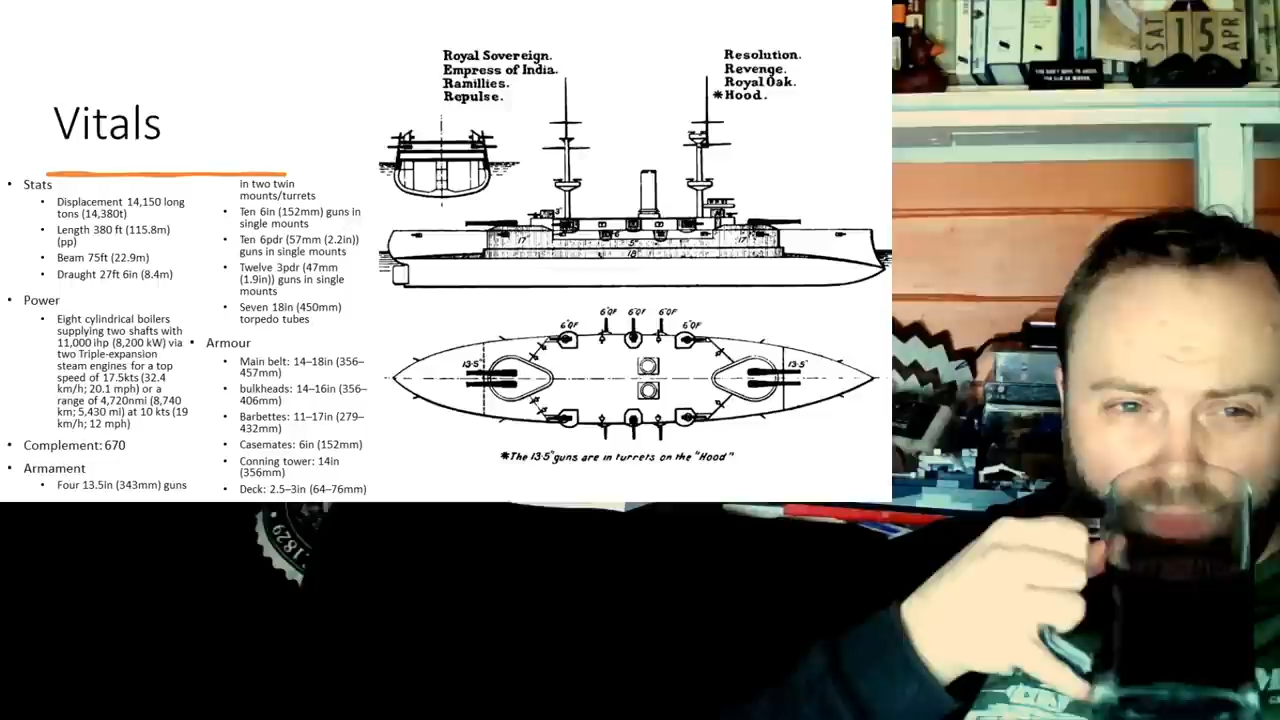 Vitals
• Stats
• Displacement 14,150 long
tons (14,380t)
• Length 380 ft (115.8m)
(pp)
• Beam 75ft (22.9m)
• Draught 27ft 6in (8.4m)
• Power
• Eight cylindrical boilers
supplying two shafts with
11,000 ihp (8,200 kW) via
two Triple-expansion
steam engines for a top
speed of 17.5kts (32.4
km/h; 20.1 mph) or a
range of 4,720nmi (8,740
km; 5,430 mi) at 10 kts (19
km/h; 12 mph)
• Complement: 670
• Armament
• Four 13.5in (343mm) guns
in two twin
mounts/turrets
• Ten 6in (152mm) guns in
single mounts
• Ten 6pdr (57mm (2.2in))
guns in single mounts
• Twelve 3pdr (47mm
(1.9in)) guns in single
mounts
• Seven 18in (450mm)
torpedo tubes
• Armour
• Main belt: 14–18in (356–
457mm)
• bulkheads: 14–16in (356–
406mm)
• Barbettes: 11–17in (279–
432mm)
• Casemates: 6in (152mm)
• Conning tower: 14in
(356mm)
• Deck: 2.5–3in (64–76mm)
Royal Sovereign.
Empress of India.
Ramillies.
Repulse.
Resolution.
Revenge.
Royal Oak.
*Hood.
17"
5"
18"
17"
6"QF
6"QF
6"QF
6"QF
6"QF
13·5"
13·5"
*The 13·5" guns are in turrets on the "Hood"
SAT
15
APR
1829